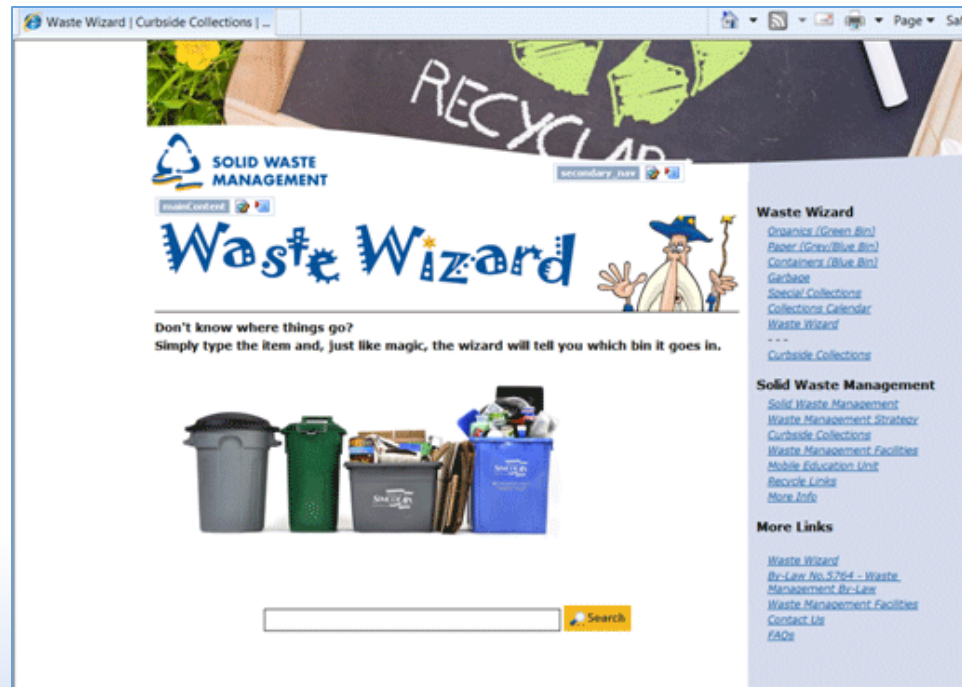 Waste Wizard | Curbside Collections | ...
Page
Saf
RECYCLAB
SOLID WASTE
MANAGEMENT
secondary_nav
mainContent
Waste Wizard
Don't know where things go?
Simply type the item and, just like magic, the wizard will tell you which bin it goes in.
SIMCOE
Search
Waste Wizard
Organics (Green Bin)
Paper (Grey/Blue Bin)
Containers (Blue Bin)
Garbage
Special Collections
Collections Calendar
Waste Wizard
- - -
Curbside Collections
Solid Waste Management
Solid Waste Management
Waste Management Strategy
Curbside Collections
Waste Management Facilities
Mobile Education Unit
Recycle Links
More Info
More Links
Waste Wizard
By-Law No.5764 - Waste
Management By-Law
Waste Management Facilities
Contact Us
FAQs